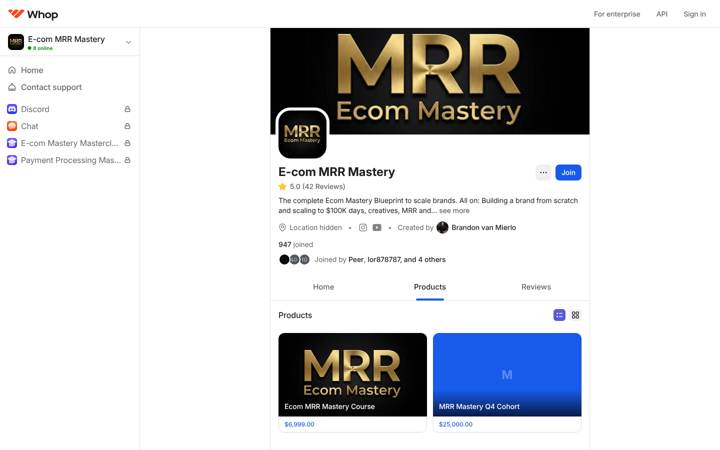 Whop
For enterprise
API
Sign in
E-com MRR Mastery
8 online
Home
Contact support
Discord
Chat
E-com Mastery Mastercl...
Payment Processing Mas...
MRR
Ecom Mastery
MRR
Ecom Mastery
E-com MRR Mastery
Join
5.0 (42 Reviews)
The complete Ecom Mastery Blueprint to scale brands. All on: Building a brand from scratch
and scaling to $100K days, creatives, MRR and... see more
Location hidden • • Created by Brandon van Mierlo
947 joined
Joined by Peer, lor878787, and 4 others
Home
Products
Reviews
Products
MRR
Ecom Mastery
Ecom MRR Mastery Course
$6,999.00
M
MRR Mastery Q4 Cohort
$25,000.00